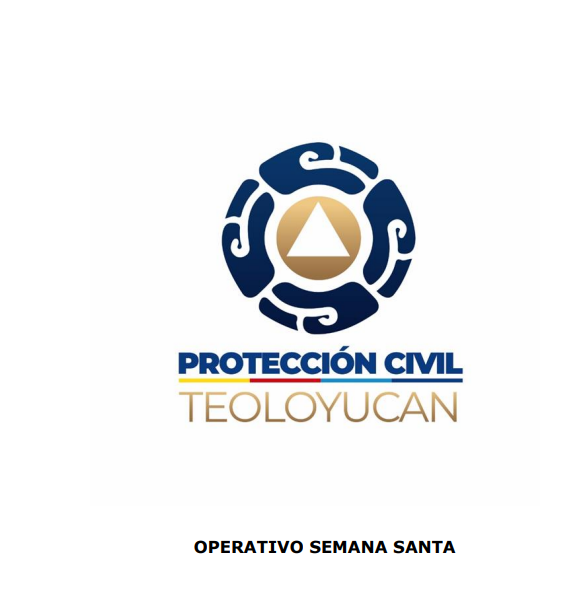 PROTECCIÓN CIVIL
TEOLOYUCAN
OPERATIVO SEMANA SANTA